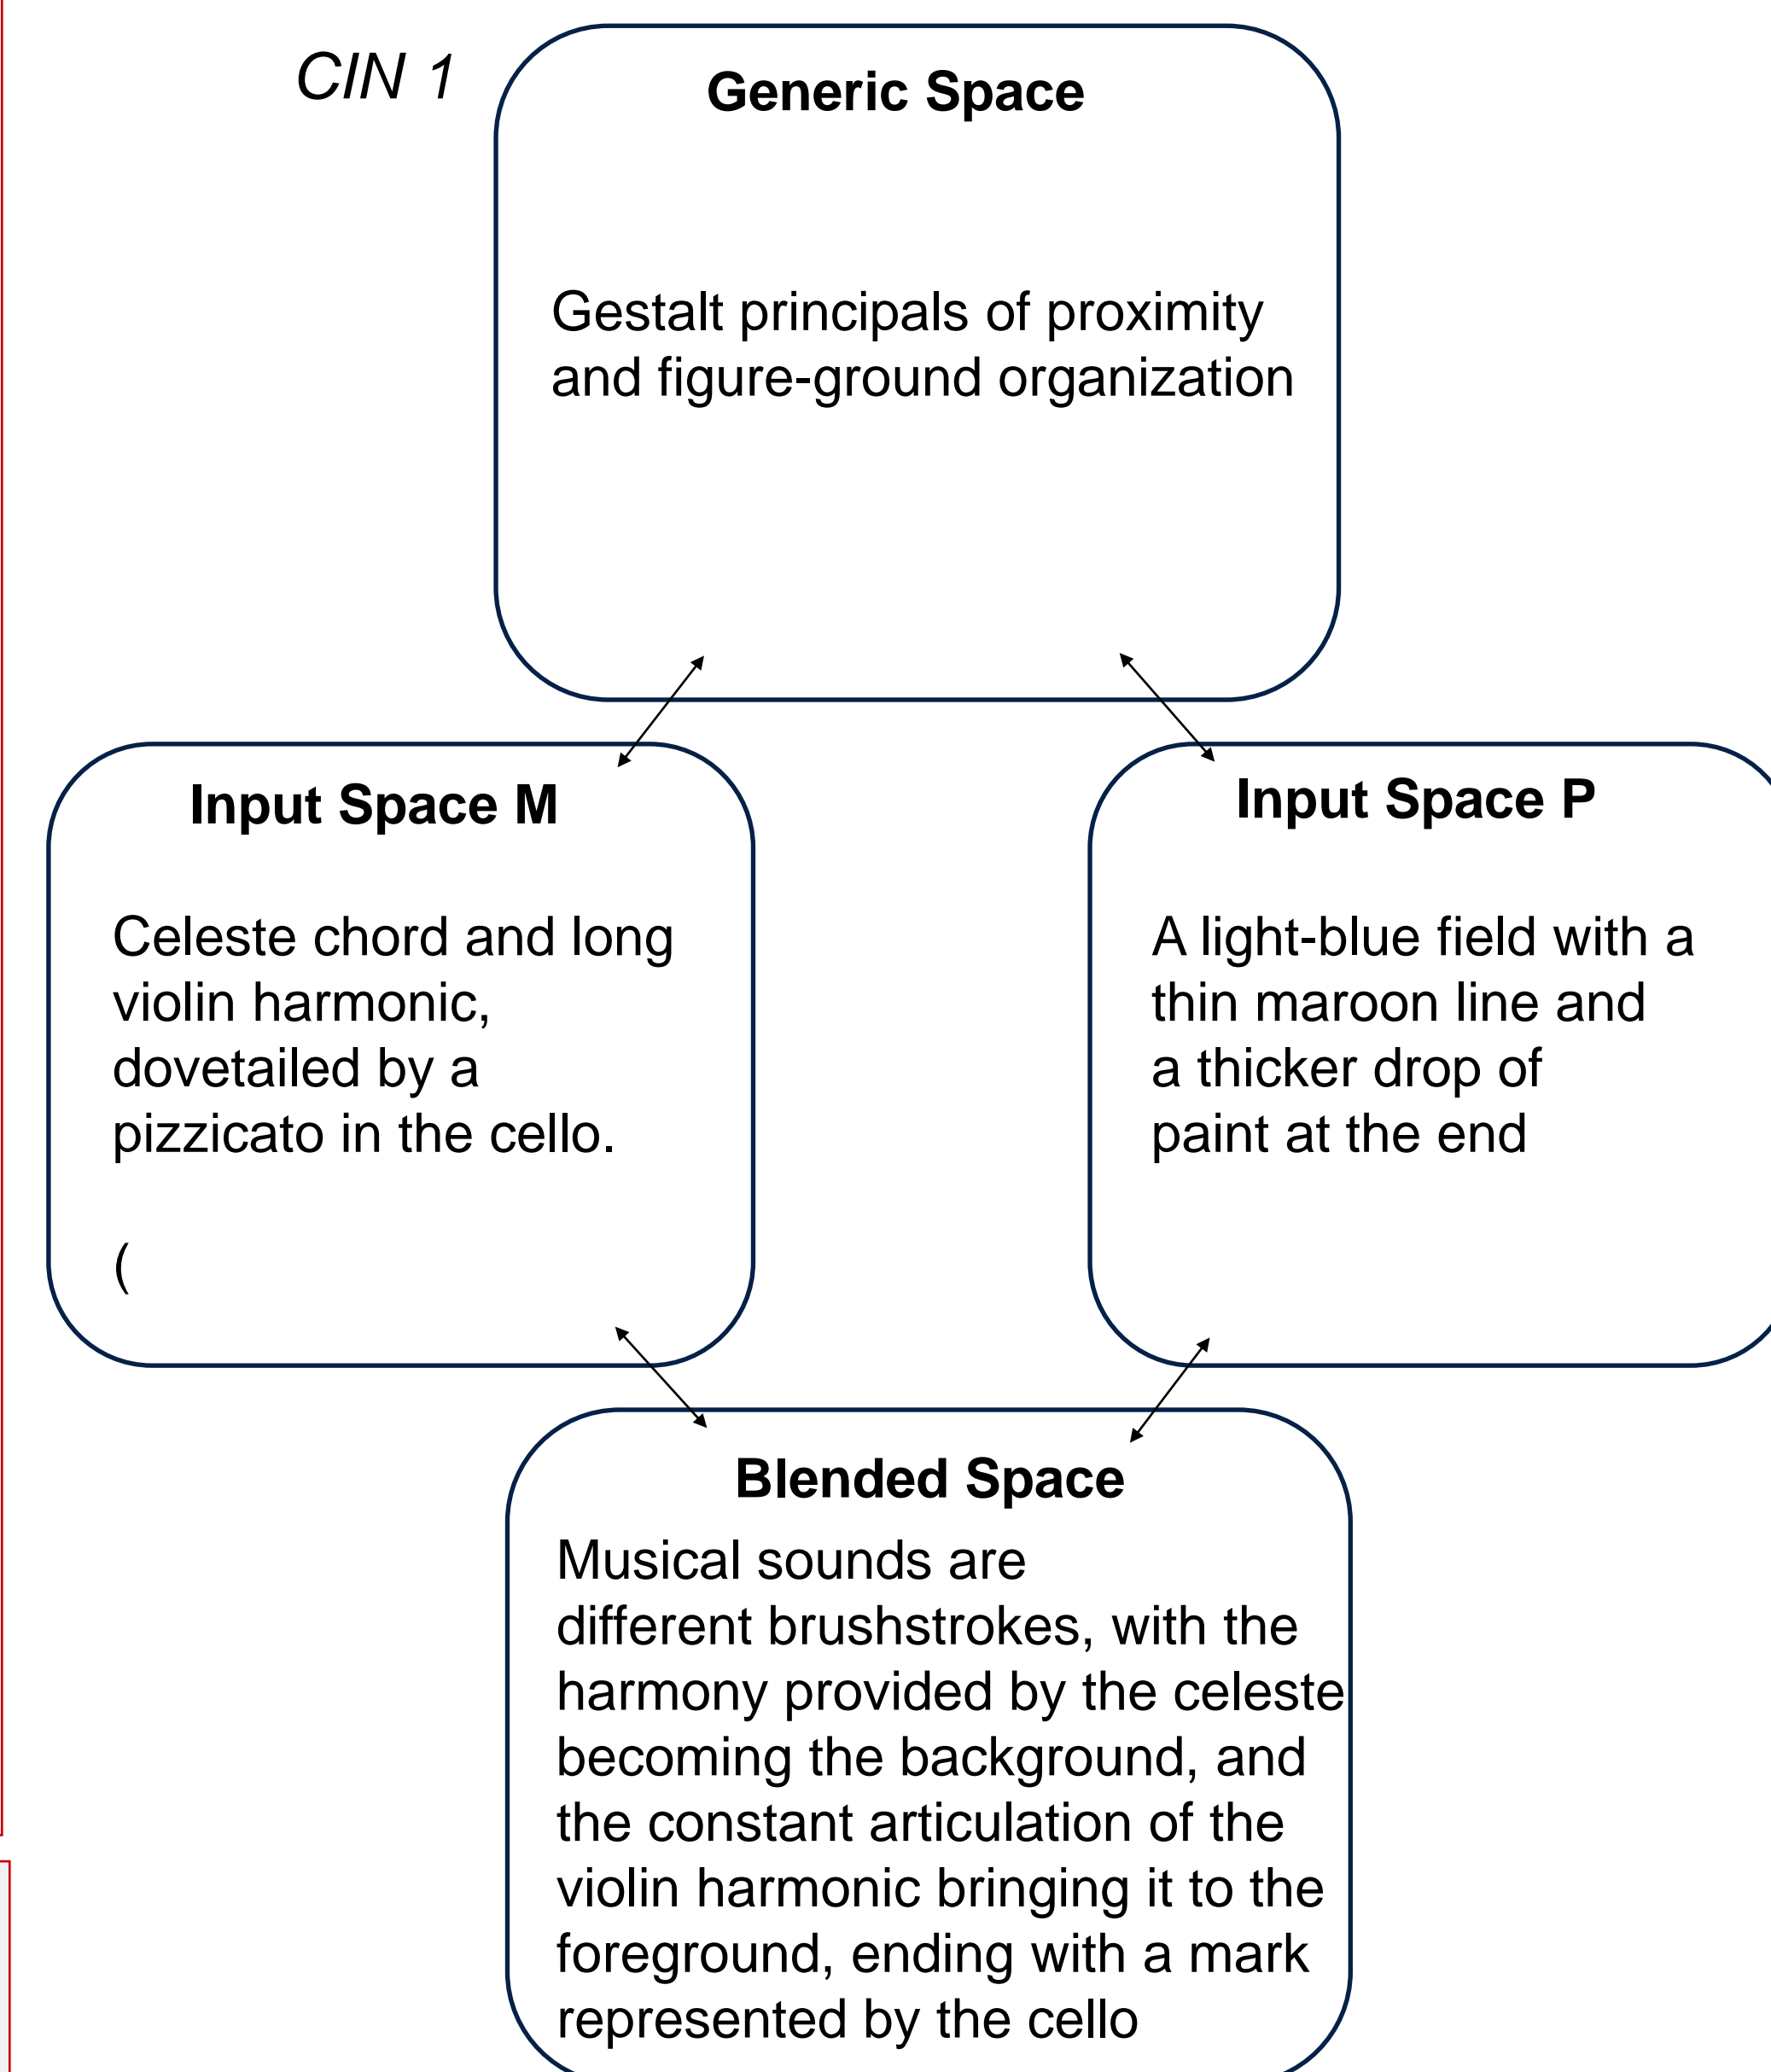 CIN 1
Generic Space
Gestalt principals of proximity
and figure-ground organization
Input Space M
Celeste chord and long
violin harmonic,
dovetailed by a
pizzicato in the cello.
(
Input Space P
A light-blue field with a
thin maroon line and
a thicker drop of
paint at the end
Blended Space
Musical sounds are
different brushstrokes, with the
harmony provided by the celeste
becoming the background, and
the constant articulation of the
violin harmonic bringing it to the
foreground, ending with a mark
represented by the cello